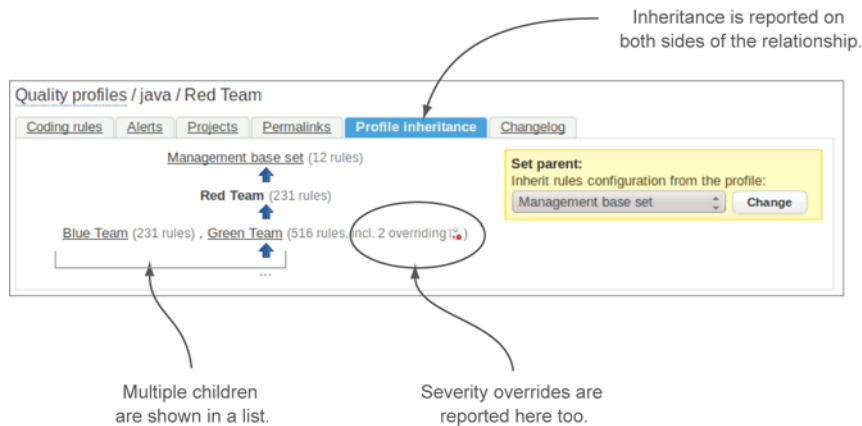 Inheritance is reported on
both sides of the relationship.
Quality profiles / java / Red Team
Coding rules Alerts Projects Permalinks Profile inheritance Changelog
Management base set (12 rules)
Red Team (231 rules)
Blue Team (231 rules) , Green Team (516 rules, incl. 2 overriding )
...
Set parent:
Inherit rules configuration from the profile:
Management base set Change
Multiple children
are shown in a list.
Severity overrides are
reported here too.